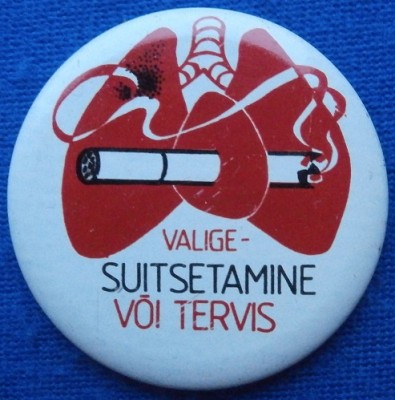 VALIGE -
SUITSETAMINE
VÕI TERVIS